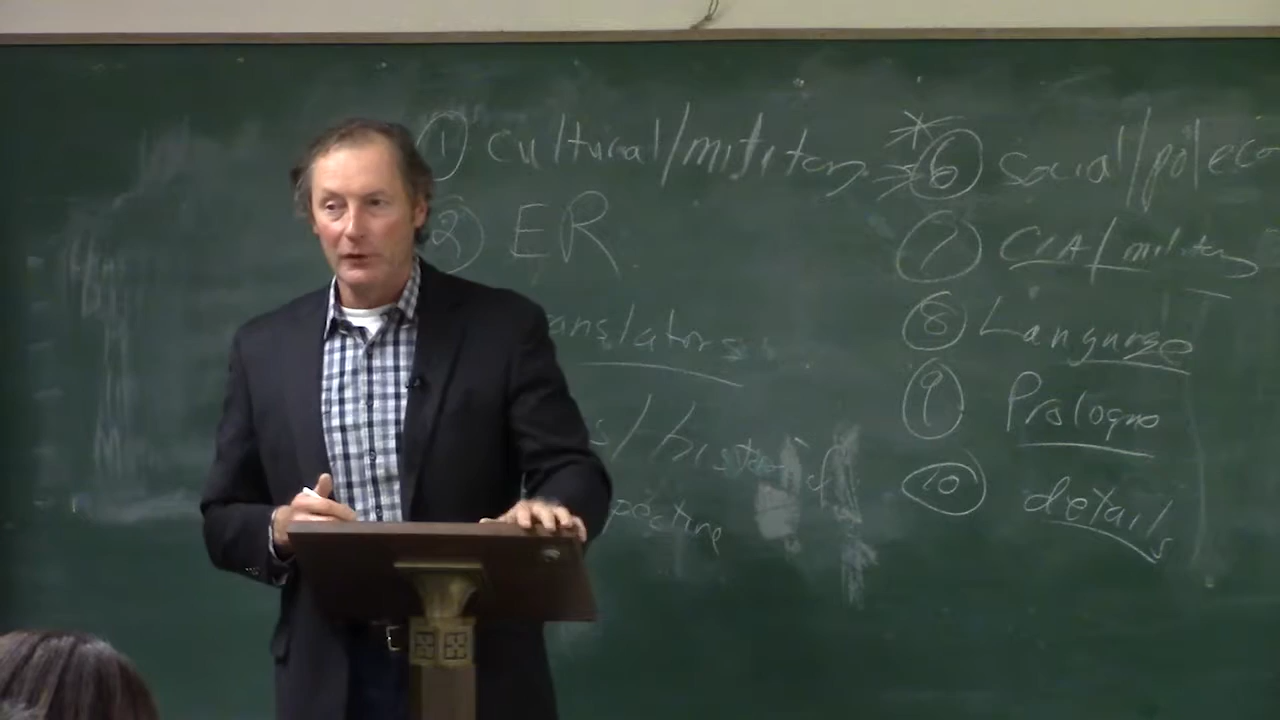 ① cultural/military
② ER
anslators
s/history of
pective
⑥ social/pol eco
⑦ CIA/military
⑧ Language
⑨ Prologue
⑩ details